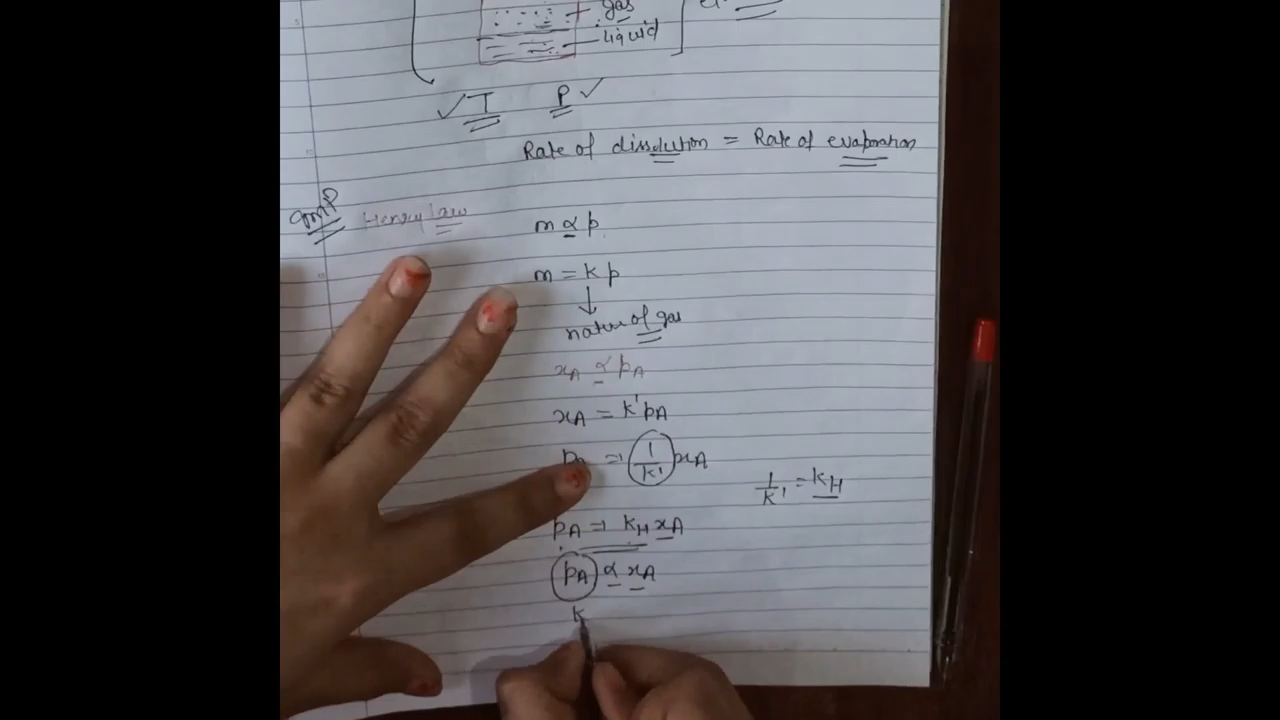 gas
liquid
T P
Rate of dissolution = Rate of evaporation
Imp Henry law m ∝ p
m = k p
↓
nature of gas
xA ∝ pA
xA = k' pA
= 1/k' xA
1/k' = kH
pA = kH xA
pA ∝ xA
k